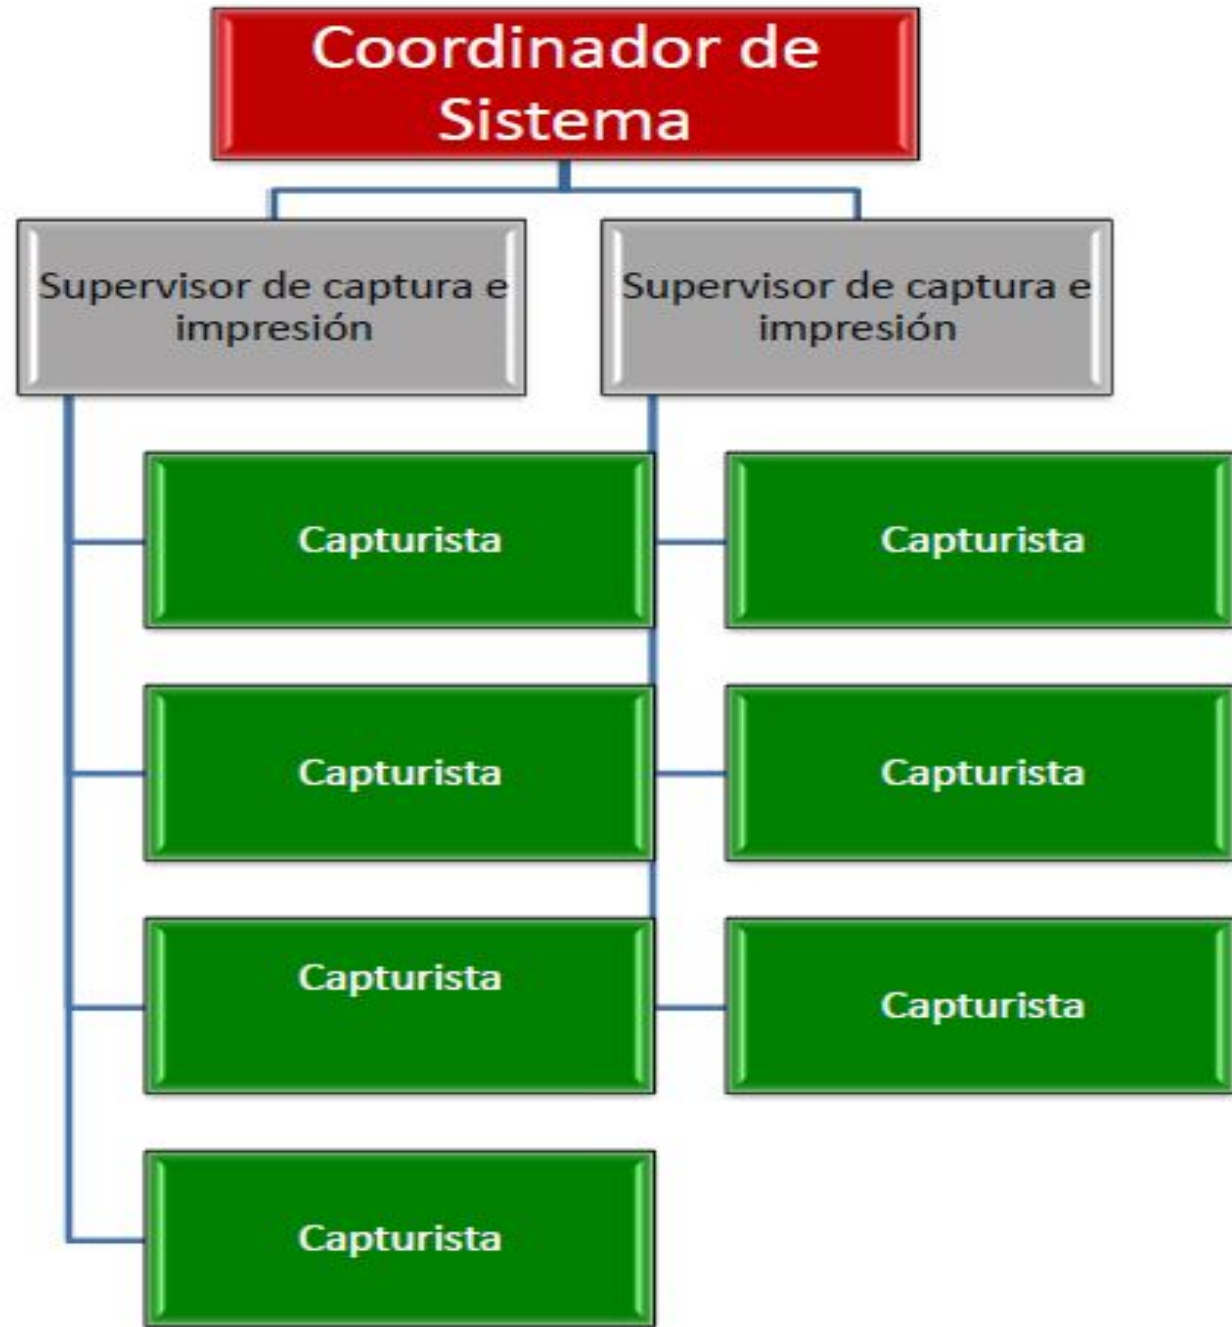 Coordinador de
Sistema
Supervisor de captura e
impresión
Supervisor de captura e
impresión
Capturista
Capturista
Capturista
Capturista
Capturista
Capturista
Capturista